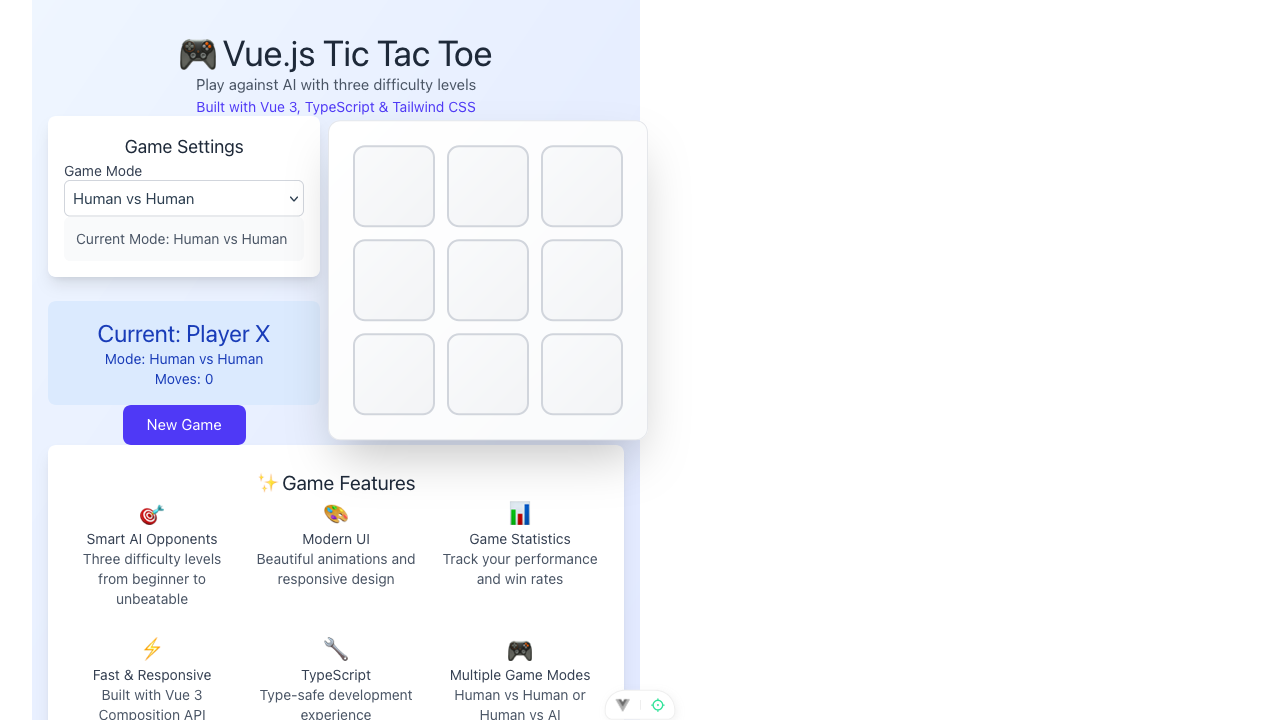 Vue.js Tic Tac Toe
Play against AI with three difficulty levels
Built with Vue 3, TypeScript & Tailwind CSS
Game Settings
Game Mode
Human vs Human
Current Mode: Human vs Human
Current: Player X
Mode: Human vs Human
Moves: 0
New Game
✨ Game Features
Smart AI Opponents
Three difficulty levels
from beginner to
unbeatable
Modern UI
Beautiful animations and
responsive design
Game Statistics
Track your performance
and win rates
Fast & Responsive
Built with Vue 3
Composition API
TypeScript
Type-safe development
experience
Multiple Game Modes
Human vs Human or
Human vs AI